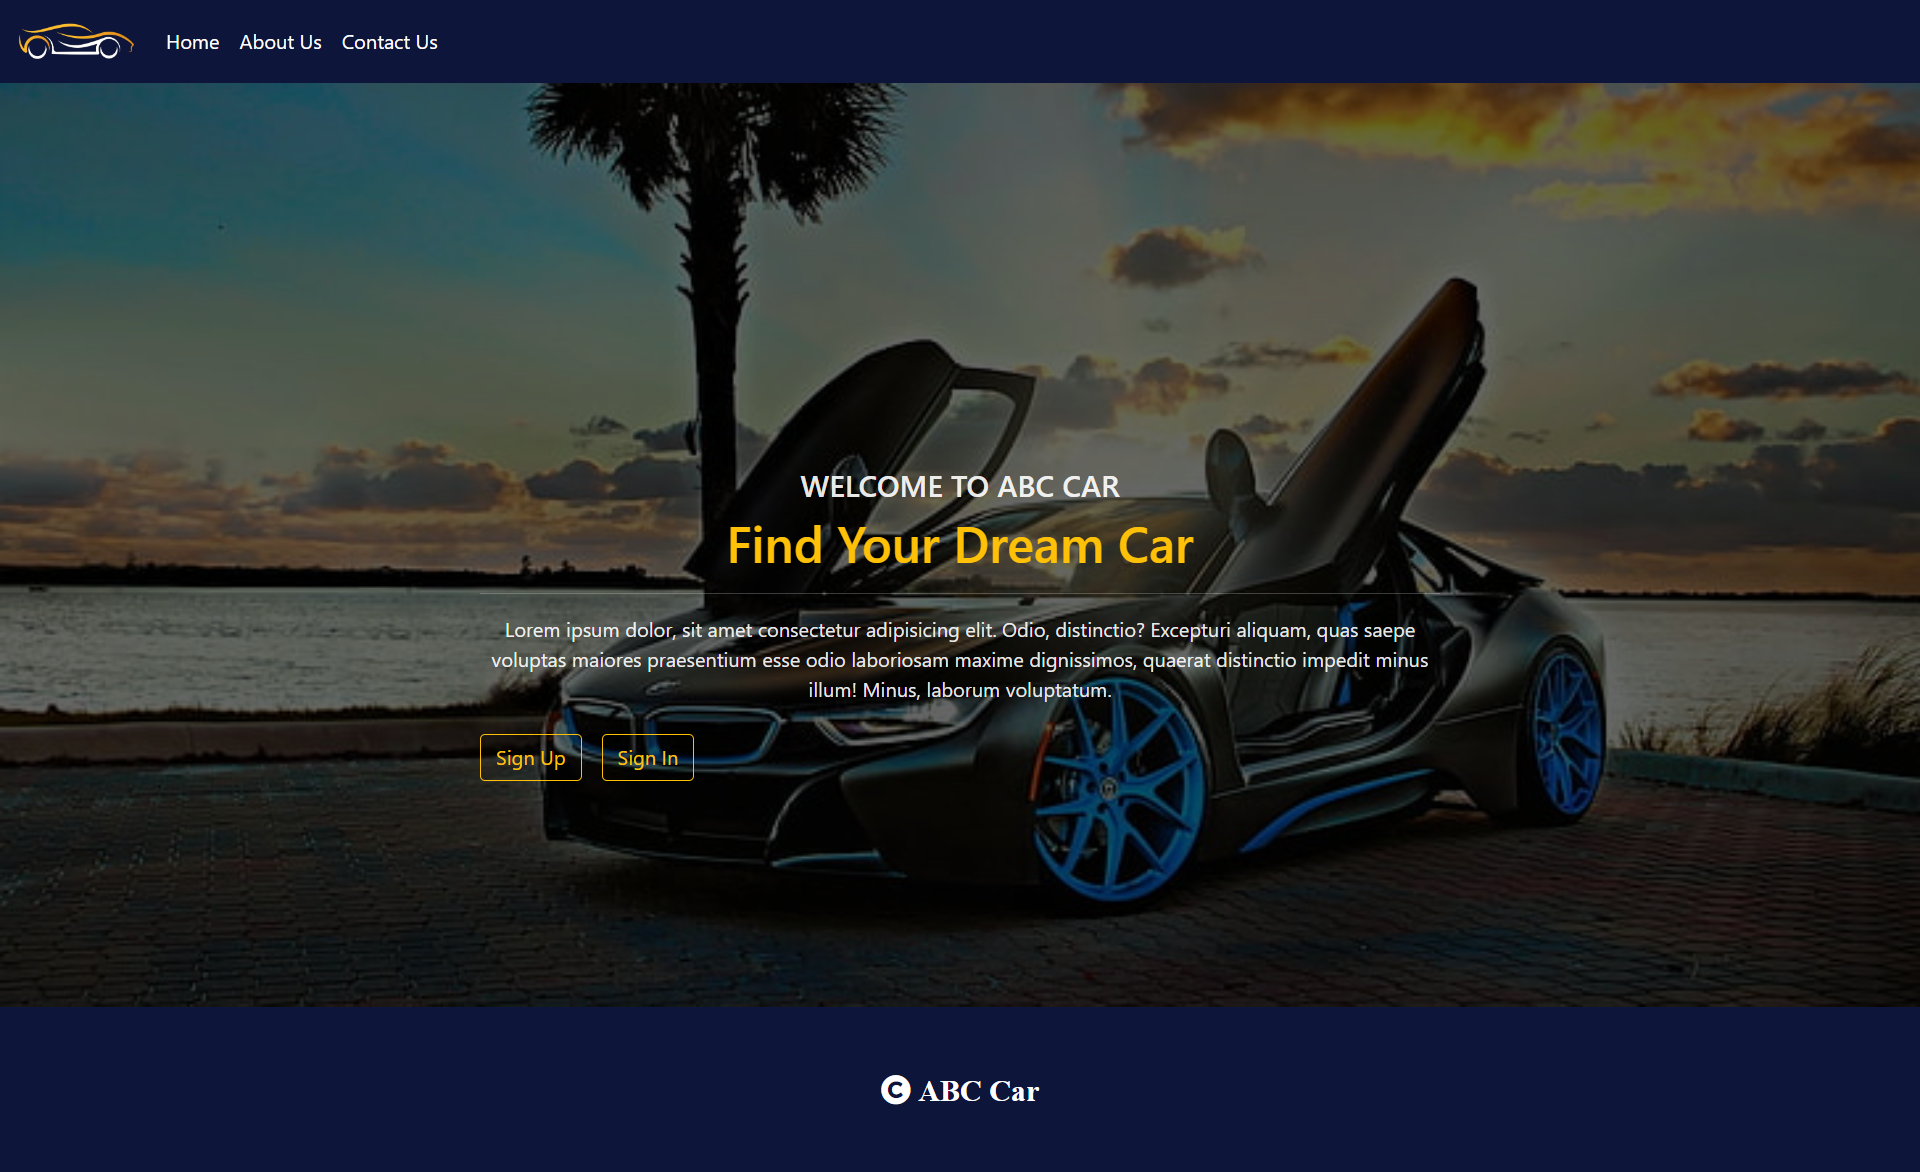 Home About Us Contact Us
WELCOME TO ABC CAR
Find Your Dream Car
Lorem ipsum dolor, sit amet consectetur adipisicing elit. Odio, distinctio? Excepturi aliquam, quas saepe
voluptas maiores praesentium esse odio laboriosam maxime dignissimos, quaerat distinctio impedit minus
illum! Minus, laborum voluptatum.
Sign Up Sign In
© ABC Car